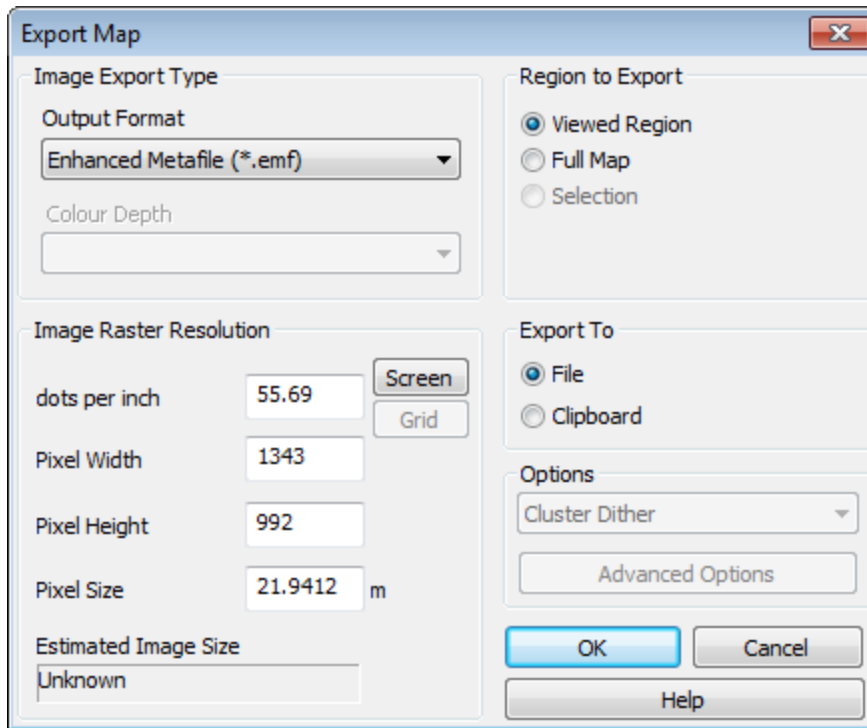 Export Map
Image Export Type
Output Format
Enhanced Metafile (*.emf)
Colour Depth
Region to Export
Viewed Region
Full Map
Selection
Image Raster Resolution
dots per inch 55.69 Screen
Grid
Pixel Width 1343
Pixel Height 992
Pixel Size 21.9412 m
Estimated Image Size
Unknown
Export To
File
Clipboard
Options
Cluster Dither
Advanced Options
OK Cancel
Help